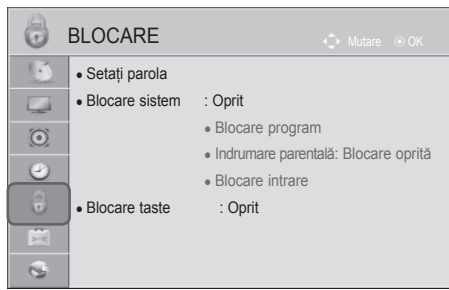 BLOCARE Mutare OK
• Setați parola
• Blocare sistem : Oprit
• Blocare program
• Indrumare parentală: Blocare oprită
• Blocare intrare
• Blocare taste : Oprit